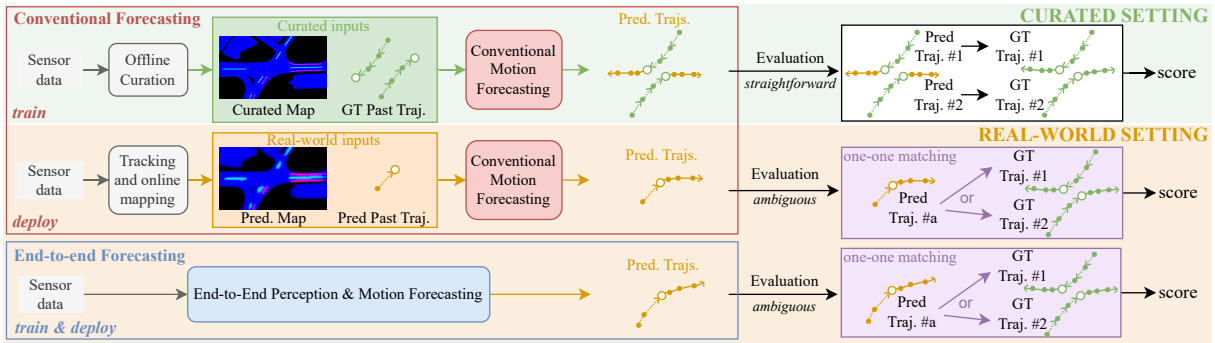 Conventional Forecasting
CURATED SETTING
Sensor
data
Offline
Curation
Curated inputs
Curated Map
GT Past Traj.
Conventional
Motion
Forecasting
Pred. Trajs.
Evaluation
straightforward
Pred
Traj. #1
GT
Traj. #1
Pred
Traj. #2
GT
Traj. #2
score
train
REAL-WORLD SETTING
Sensor
data
Tracking
and online
mapping
Real-world inputs
Pred. Map
Pred Past Traj.
Conventional
Motion
Forecasting
Pred. Trajs.
Evaluation
ambiguous
one-one matching
Pred
Traj. #a
or
GT
Traj. #1
GT
Traj. #2
score
deploy
End-to-end Forecasting
Sensor
data
End-to-End Perception & Motion Forecasting
Pred. Trajs.
Evaluation
ambiguous
one-one matching
Pred
Traj. #a
or
GT
Traj. #1
GT
Traj. #2
score
train & deploy